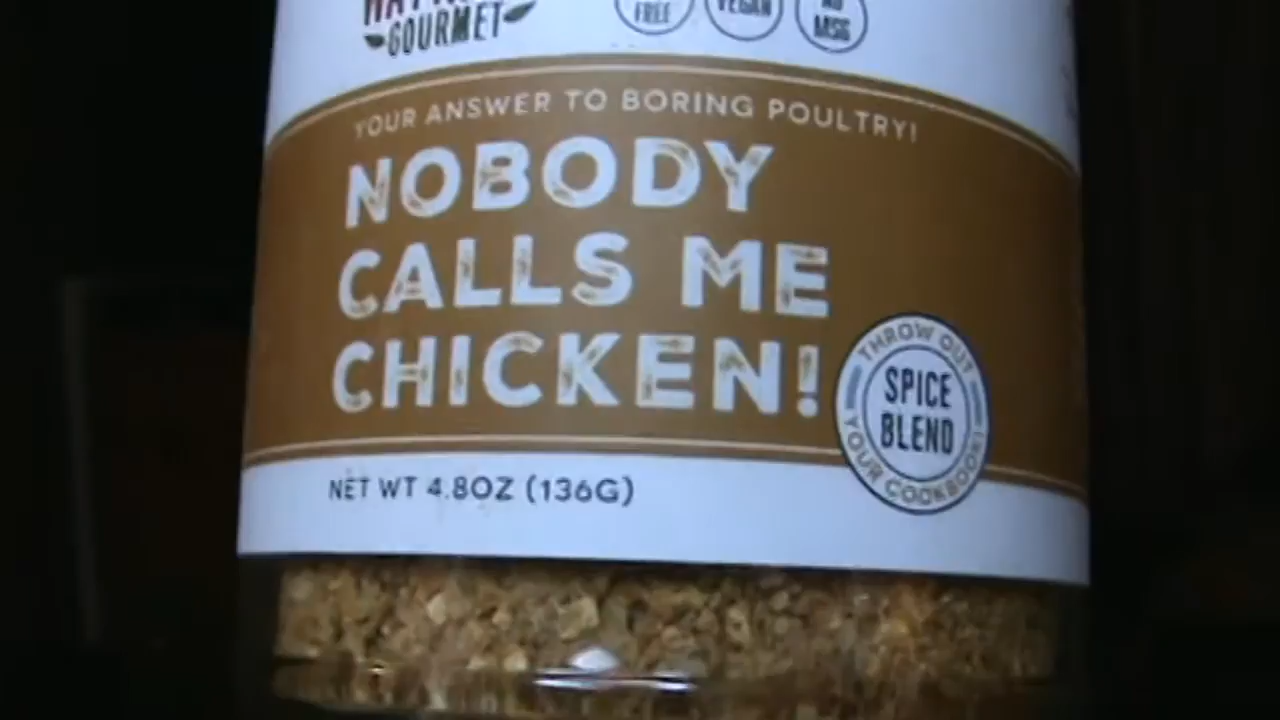 GOURMET
FREE
VEGAN
NO
MSG
YOUR ANSWER TO BORING POULTRY!
NOBODY
CALLS ME
CHICKEN!
THROW OUT
SPICE
BLEND
YOUR COOKBOOK!
NET WT 4.8OZ (136G)